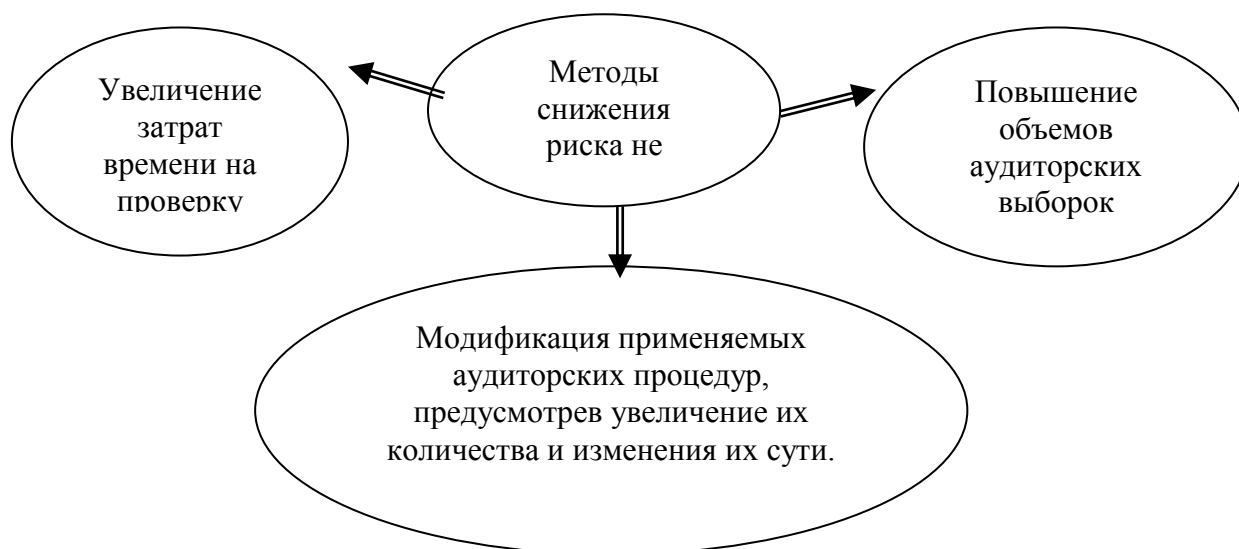 Методы
снижения
риска не
Увеличение
затрат
времени на
проверку
Повышение
объемов
аудиторских
выборок
Модификация применяемых
аудиторских процедур,
предусмотрев увеличение их
количества и изменения их сути.